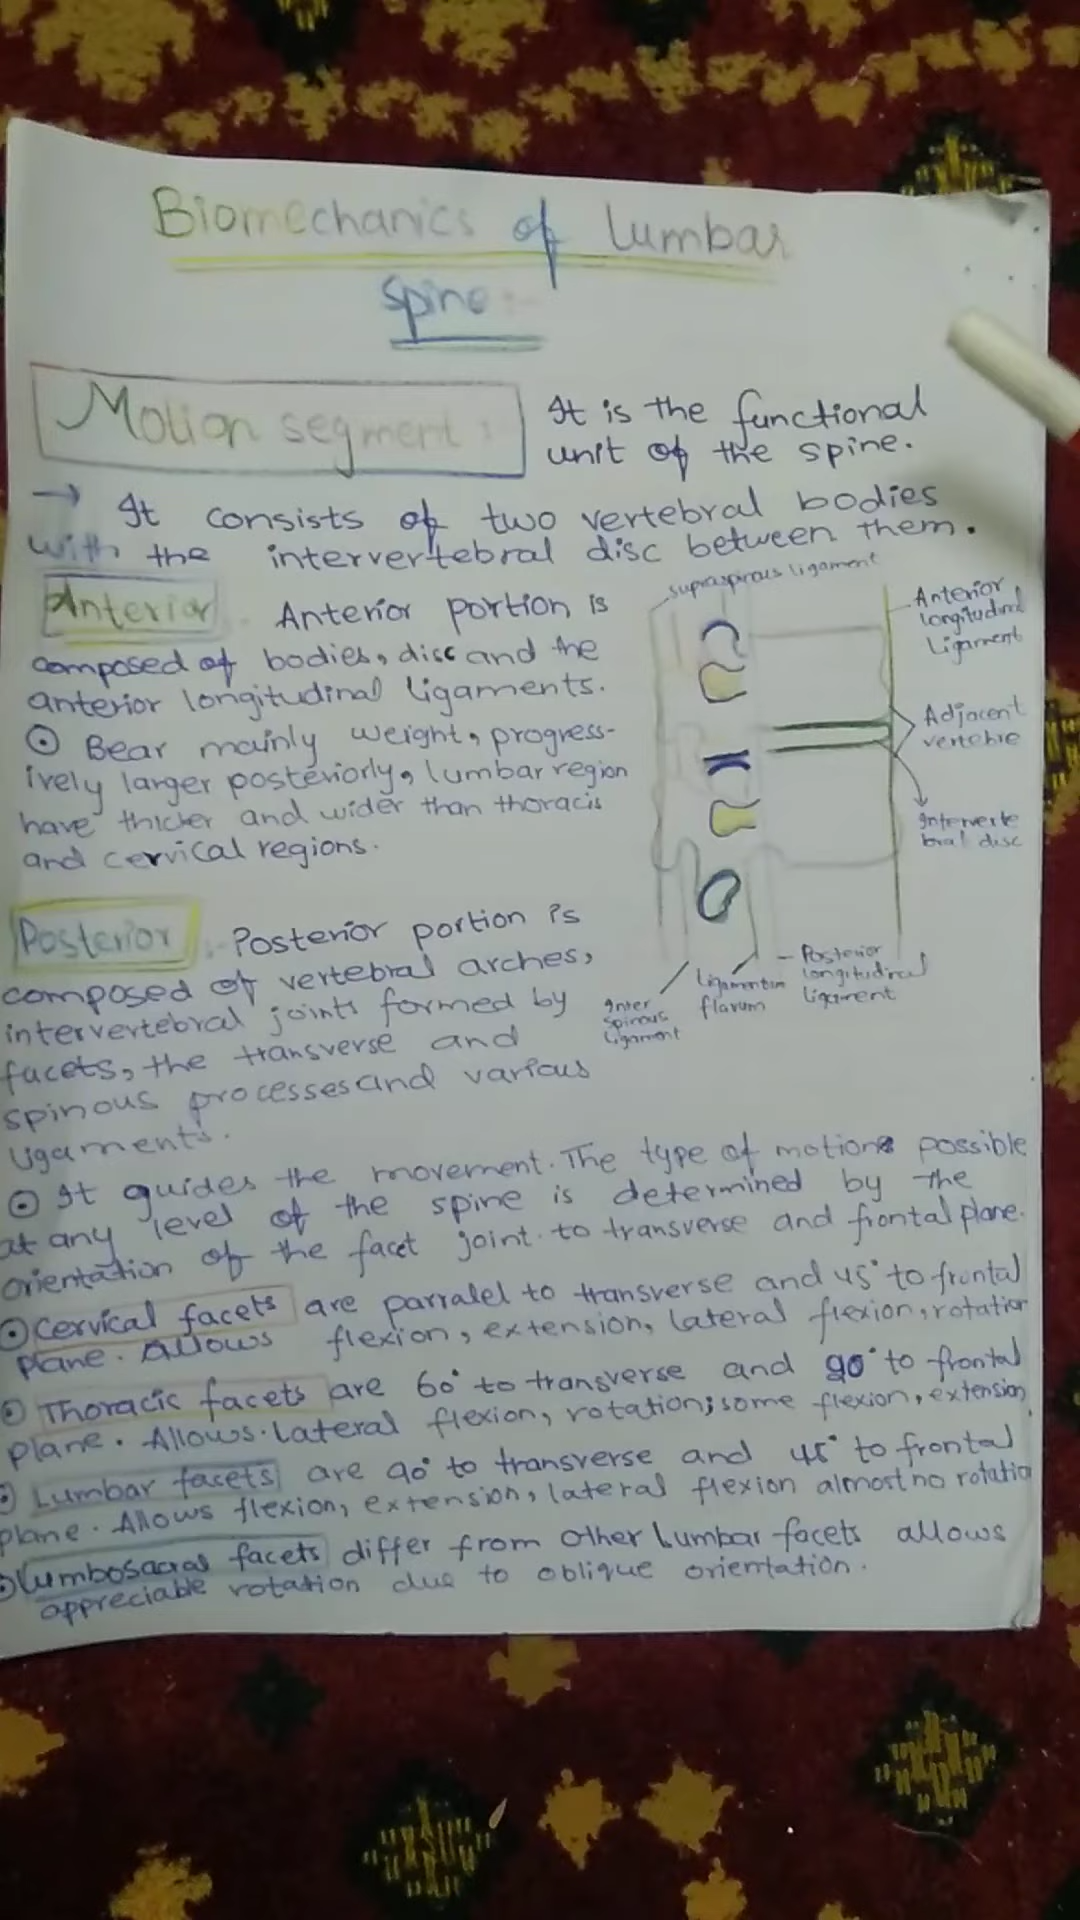 Biomechanics of lumbar
spine:-
Motion segment:
It is the functional
unit of the spine.
→ It consists of two vertebral bodies
with the intervertebral disc between them.
Anterior. Anterior portion is
composed of bodies, disc and the
anterior longitudinal ligaments.
⊙ Bear mainly weight, progress-
ively larger posteriorly, lumbar region
have thicker and wider than thoracis
and cervical regions.
supraspinous ligament
Anterior
longitudinal
Ligament
Adjacent
vertebre
Interverte
bral disc
Posterior
longitudinal
Ligament
Ligamentum
flavum
Inter
spinous
Ligament
Posterior :- Posterior portion is
composed of vertebral arches,
intervertebral joints formed by
facets, the transverse and
spinous processes and various
ligaments.
⊙ It guides the movement. The type of motions possible
at any level of the spine is determined by the
orientation of the facet joint to transverse and frontal plane.
⊙ Cervical facets are parralel to transverse and 45° to frontal
plane. Allows flexion, extension, lateral flexion, rotation
⊙ Thoracic facets are 60° to transverse and 90° to frontal
plane. Allows lateral flexion, rotation; some flexion, extension
⊙ Lumbar facets are 90° to transverse and 45° to frontal
plane. Allows flexion, extension, lateral flexion almost no rotatio
⊙ Lumbosacral facets differ from other Lumbar facets allows
appreciable rotation due to oblique orientation.